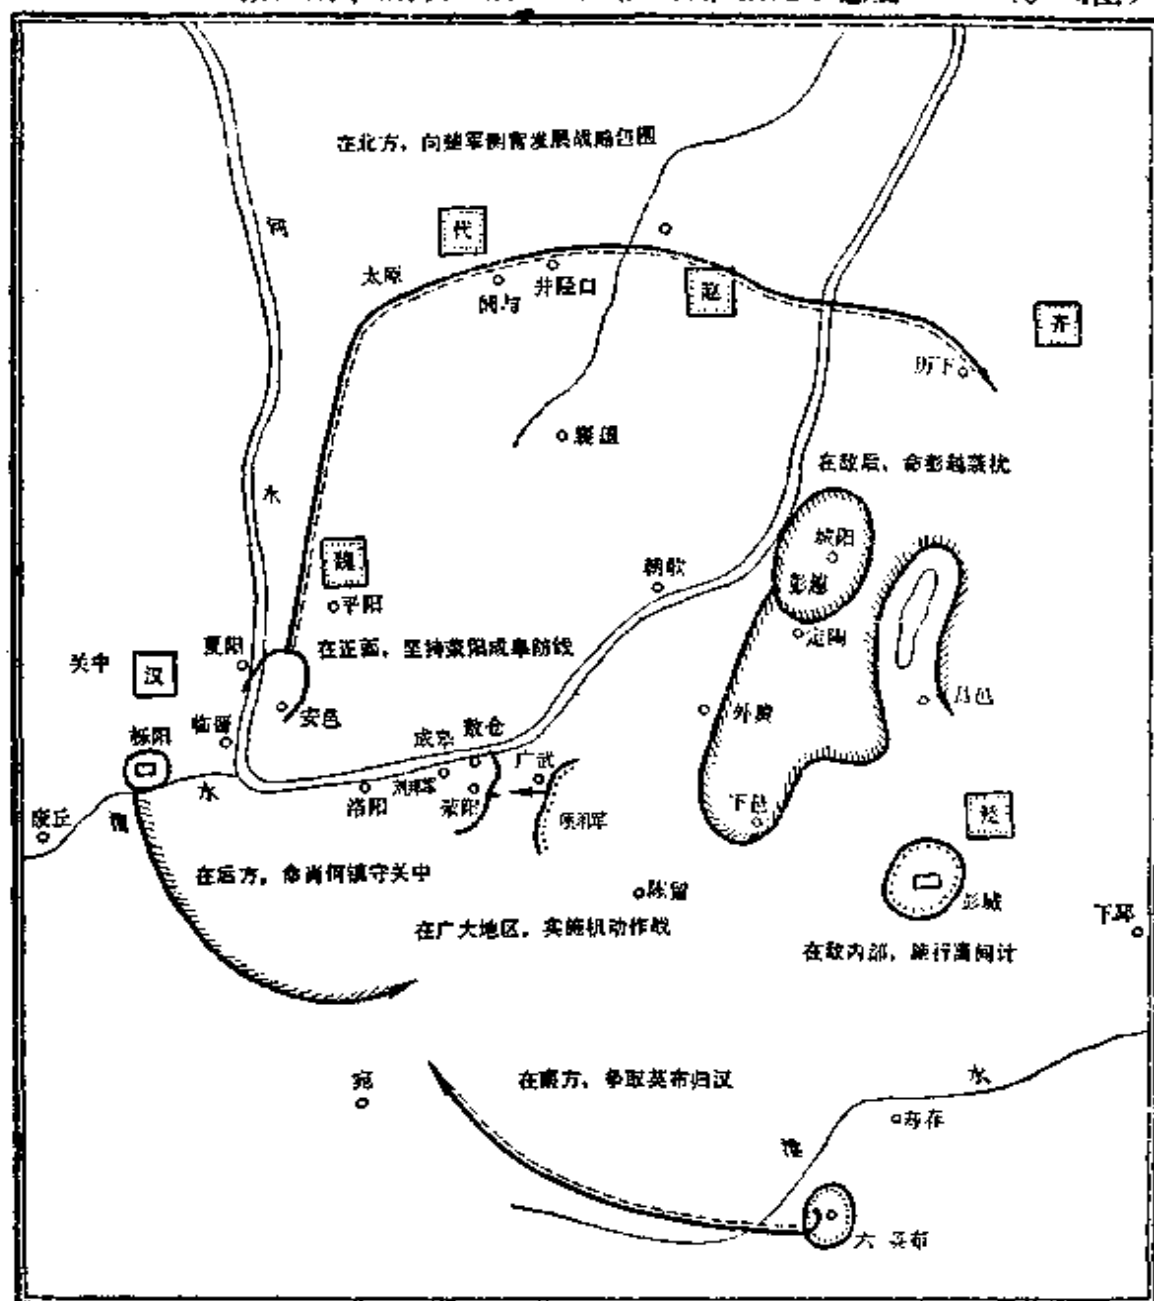 在北方，向楚军侧背发展战略包围
河
代
太原
阏与
井陉口
赵
齐
历下
襄国
在敌后，命彭越袭扰
水
城阳
魏
彭越
朝歌
平阳
定陶
夏阳
在正面，坚持荥阳成皋防线
关中
汉
安邑
外黄
昌邑
临晋
栎阳
成皋
敖仓
广武
水
洛阳
刘邦军
荥阳
项羽军
下邑
楚
废丘
渭
在后方，命肖何镇守关中
陈留
彭城
下邳
在广大地区，实施机动作战
在敌内部，施行离间计
宛
在南方，争取英布归汉
水
寿春
淮
六 英布